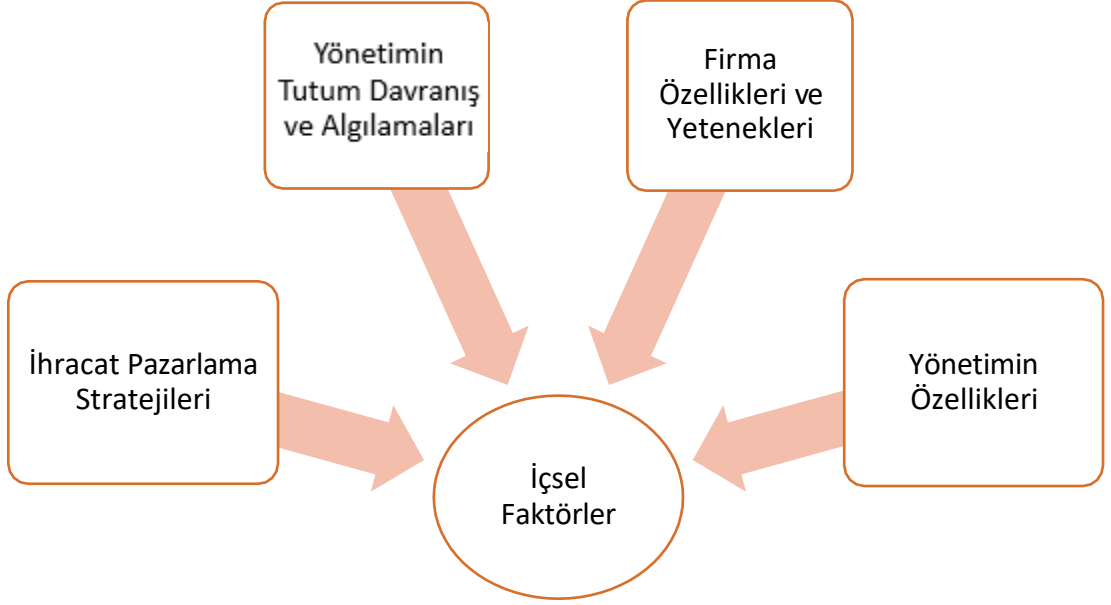 Yönetimin
Tutum Davranış
ve Algılamaları
Firma
Özellikleri ve
Yetenekleri
İhracat Pazarlama
Stratejileri
Yönetimin
Özellikleri
İçsel
Faktörler